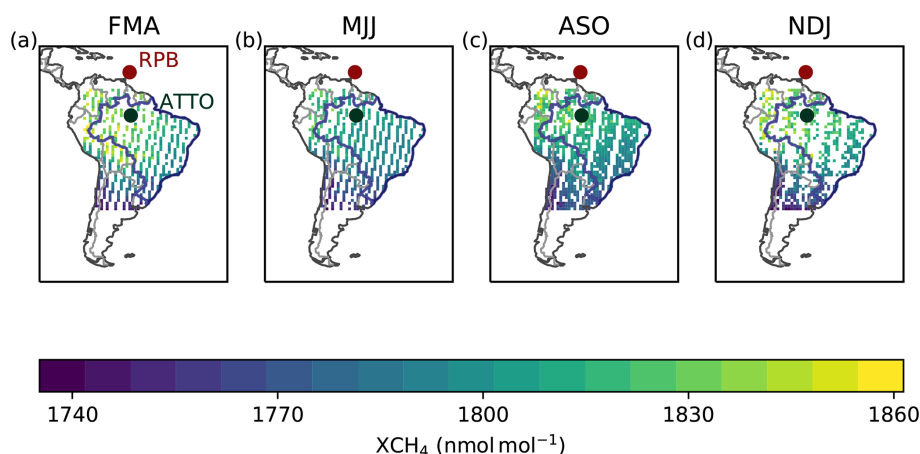 FMA MJJ ASO NDJ
(a) (b) (c) (d)
RPB
ATTO
1740 1770 1800 1830 1860
XCH₄ (nmol mol⁻¹)